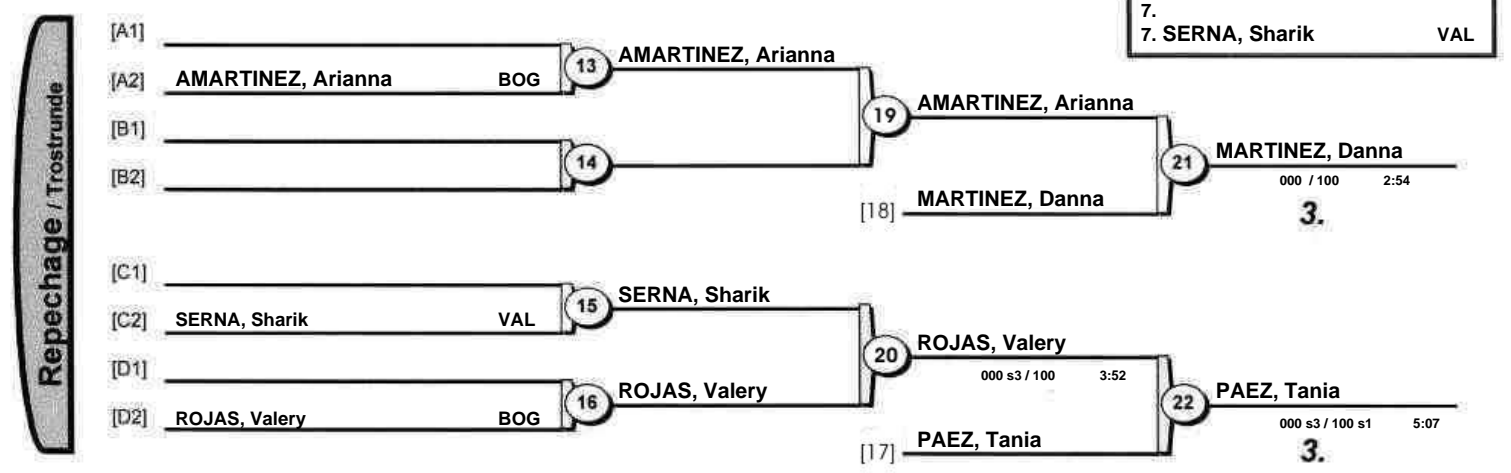 7.
7. SERNA, Sharik VAL
Repechage / Trostrunde
[A1]
[A2] AMARTINEZ, Arianna BOG
13
AMARTINEZ, Arianna
[B1]
[B2]
14
19
AMARTINEZ, Arianna
[18] MARTINEZ, Danna
21
MARTINEZ, Danna
000 / 100 2:54
3.
[C1]
[C2] SERNA, Sharik VAL
15
SERNA, Sharik
[D1]
[D2] ROJAS, Valery BOG
16
ROJAS, Valery
20
ROJAS, Valery
000 s3 / 100 3:52
[17] PAEZ, Tania
22
PAEZ, Tania
000 s3 / 100 s1 5:07
3.